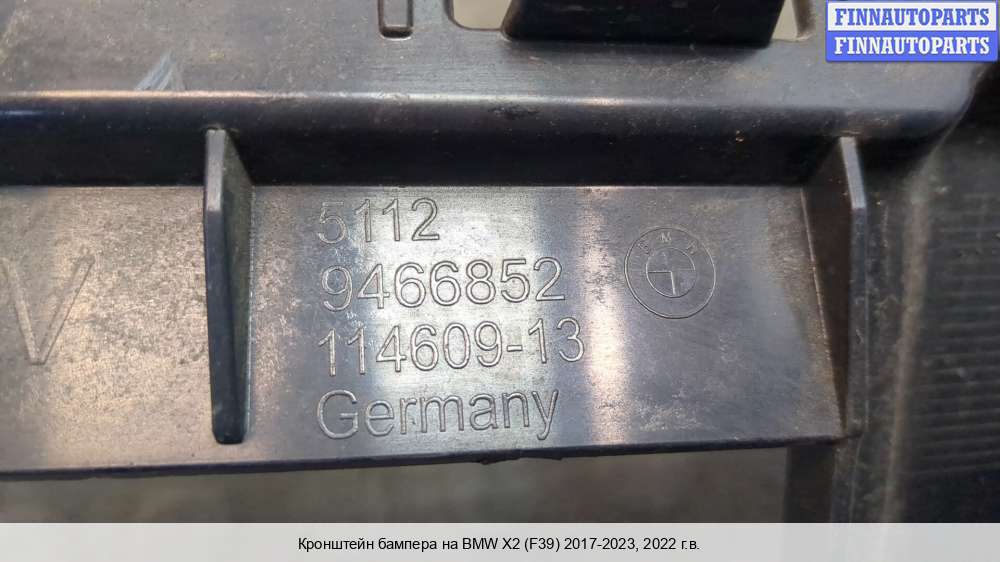 FINNAUTOPARTS
FINNAUTOPARTS
5112
9466852
BMW
114609-13
Germany
V
Кронштейн бампера на BMW X2 (F39) 2017-2023, 2022 г.в.